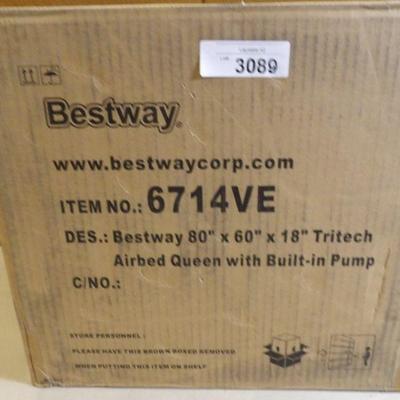 3089
Bestway®
www.bestwaycorp.com
ITEM NO.: 6714VE
DES.: Bestway 80" x 60" x 18" Tritech
Airbed Queen with Built-in Pump
C/NO.:
STORE PERSONNEL:
PLEASE HAVE THIS BROWN BOXED REMOVED
WHEN PUTTING THIS ITEM ON SHELF